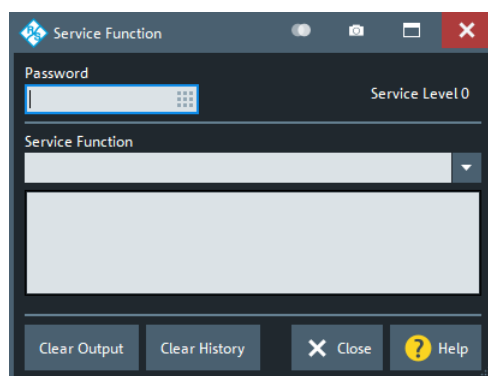 Service Function
Password
Service Level 0
Service Function
Clear Output
Clear History
Close
? Help